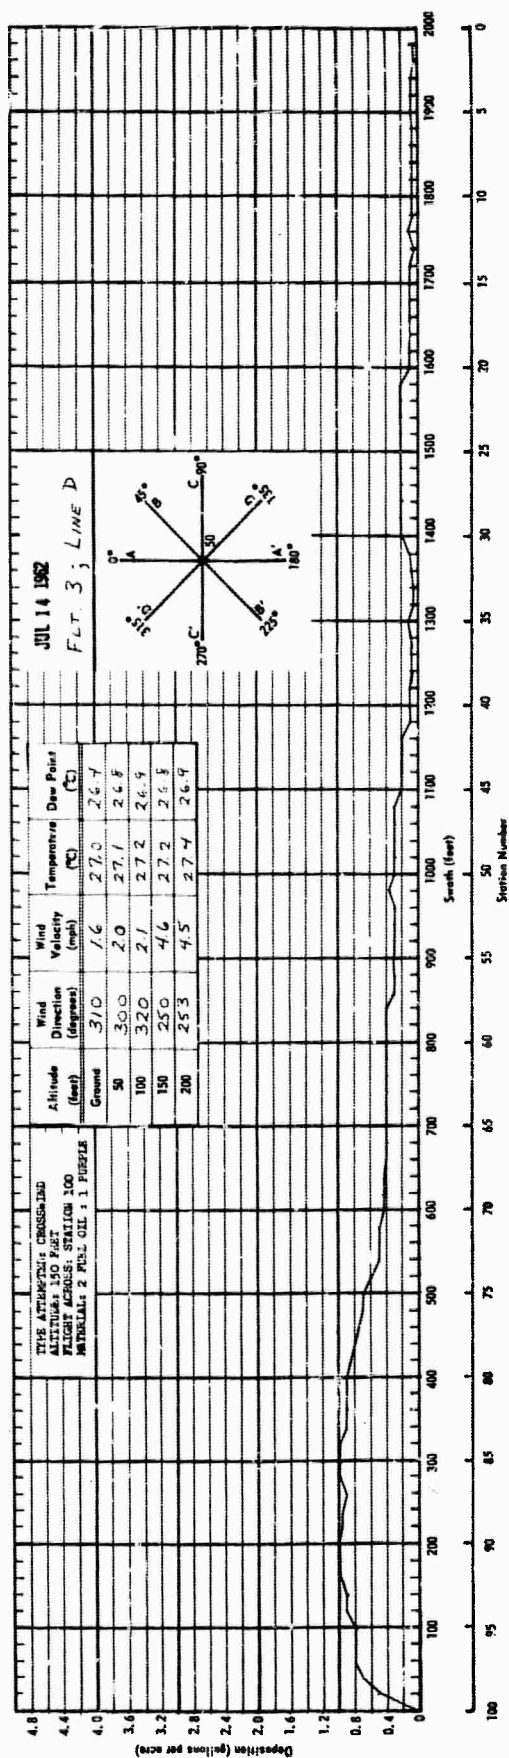 TYPE ATTEMPTED: CROSSWIND
ALTITUDE: 150 FEET
FLIGHT ACROSS: STATION 100
MATERIAL: 2 FUEL OIL : 1 PURPLE
Altitude (feet) Wind Direction (degrees) Wind Velocity (mph) Temperature (°C) Dew Point (°C)
Ground 310 1.6 27.0 26.4
50 300 2.0 27.1 26.8
100 320 2.1 27.2 26.9
150 250 4.6 27.2 26.8
200 253 4.5 27.4 26.9
JUL 14 1962
FLT. 3 ; LINE D
0°
A
45°
B
C 90°
D
135°
A'
180°
B'
225°
270° C'
D'
315°
50
Deposition (gallons per acre)
4.8
4.4
4.0
3.6
3.2
2.8
2.4
2.0
1.6
1.2
0.8
0.4
0
100 200 300 400 500 600 700 800 900 1000 1100 1200 1300 1400 1500 1600 1700 1800 1900 2000
Swath (feet)
100 95 90 85 80 75 70 65 60 55 50 45 40 35 30 25 20 15 10 5 0
Station Number